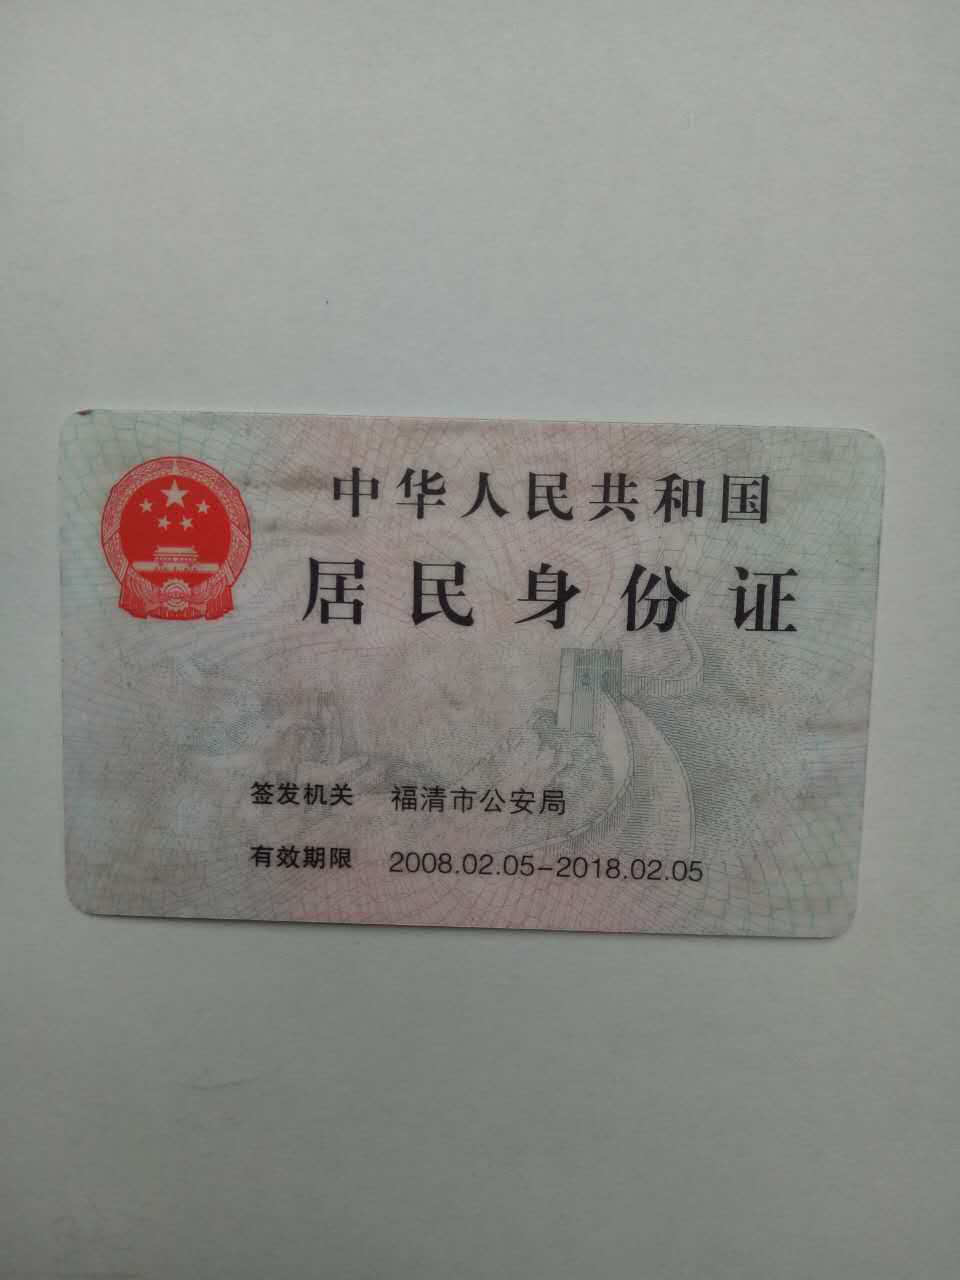 中华人民共和国
居民身份证
签发机关 福清市公安局
有效期限 2008.02.05-2018.02.05